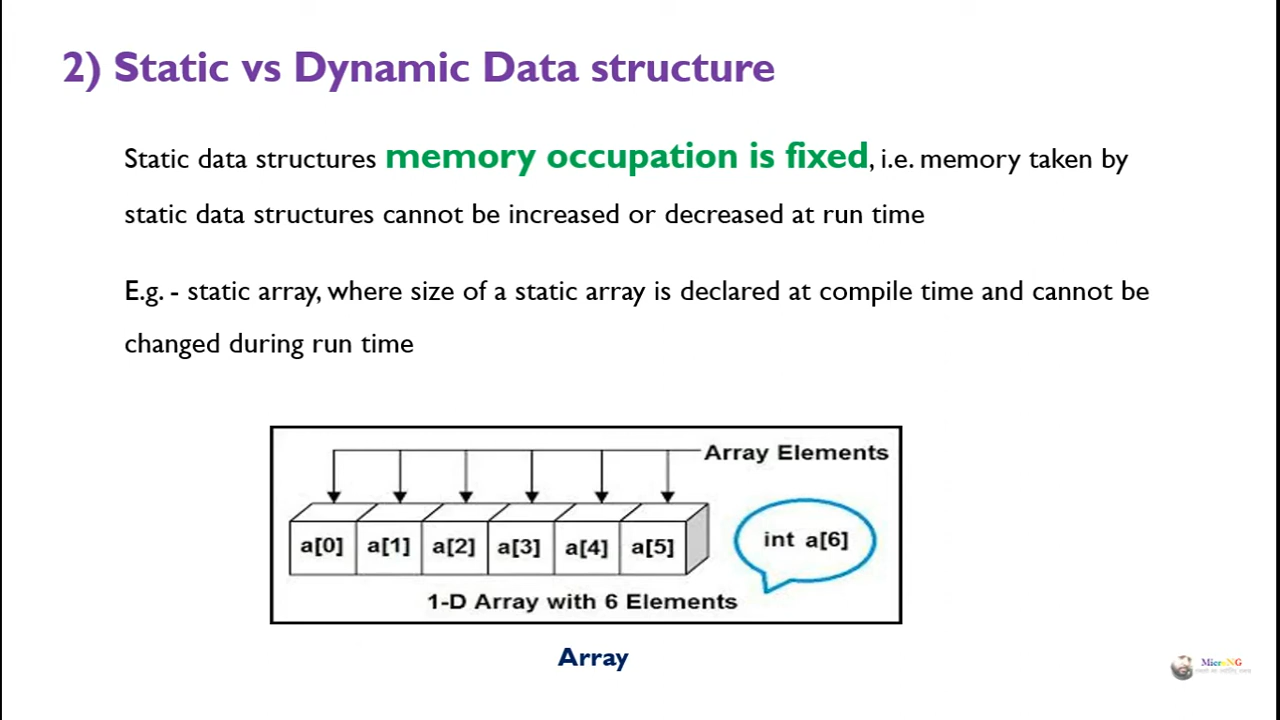 2) Static vs Dynamic Data structure
Static data structures memory occupation is fixed, i.e. memory taken by
static data structures cannot be increased or decreased at run time
E.g. - static array, where size of a static array is declared at compile time and cannot be
changed during run time
Array Elements
a[0] a[1] a[2] a[3] a[4] a[5]
int a[6]
1-D Array with 6 Elements
Array
MicroNG